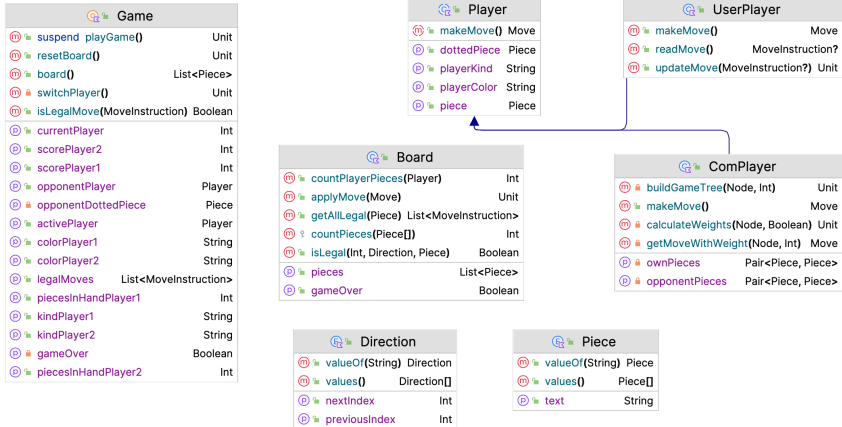 Game
suspend playGame() Unit
resetBoard() Unit
board() List<Piece>
switchPlayer() Unit
isLegalMove(MoveInstruction) Boolean
currentPlayer Int
scorePlayer2 Int
scorePlayer1 Int
opponentPlayer Player
opponentDottedPiece Piece
activePlayer Player
colorPlayer1 String
colorPlayer2 String
legalMoves List<MoveInstruction>
piecesInHandPlayer1 Int
kindPlayer1 String
kindPlayer2 String
gameOver Boolean
piecesInHandPlayer2 Int
Player
makeMove() Move
dottedPiece Piece
playerKind String
playerColor String
piece Piece
UserPlayer
makeMove() Move
readMove() MoveInstruction?
updateMove(MoveInstruction?) Unit
Board
countPlayerPieces(Player) Int
applyMove(Move) Unit
getAllLegal(Piece) List<MoveInstruction>
countPieces(Piece[]) Int
isLegal(Int, Direction, Piece) Boolean
pieces List<Piece>
gameOver Boolean
ComPlayer
buildGameTree(Node, Int) Unit
makeMove() Move
calculateWeights(Node, Boolean) Unit
getMoveWithWeight(Node, Int) Move
ownPieces Pair<Piece, Piece>
opponentPieces Pair<Piece, Piece>
Direction
valueOf(String) Direction
values() Direction[]
nextIndex Int
previousIndex Int
Piece
valueOf(String) Piece
values() Piece[]
text String